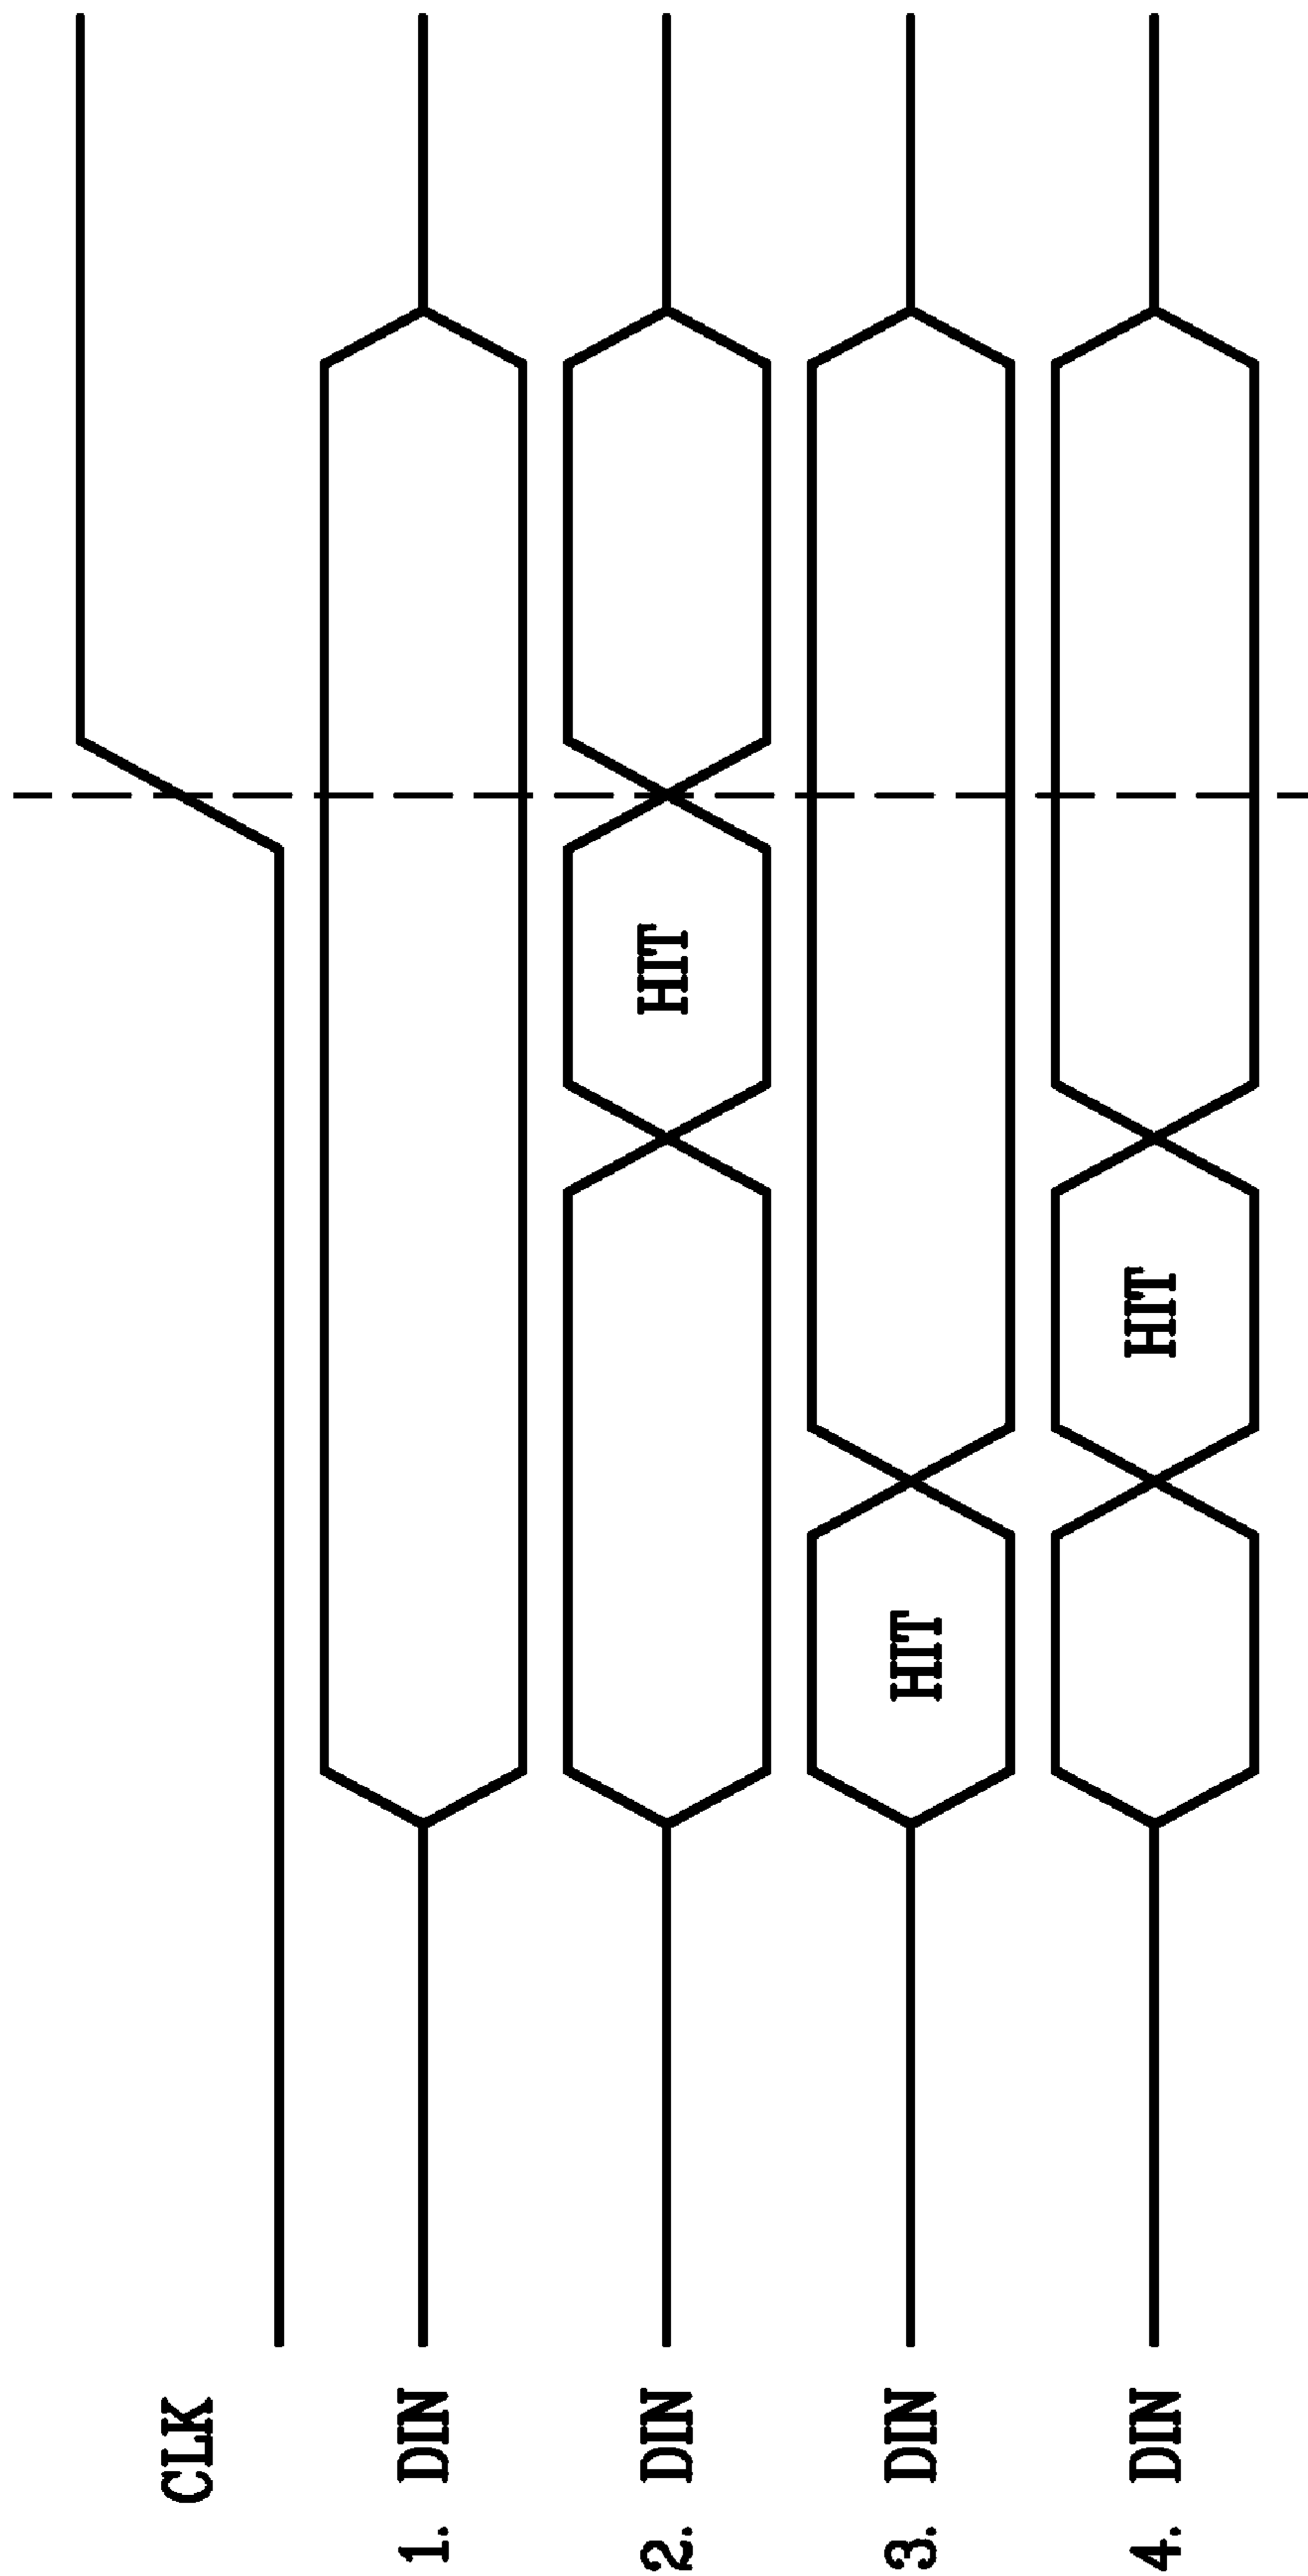 CLK
1. DIN
2. DIN HIT
3. DIN HIT
4. DIN HIT